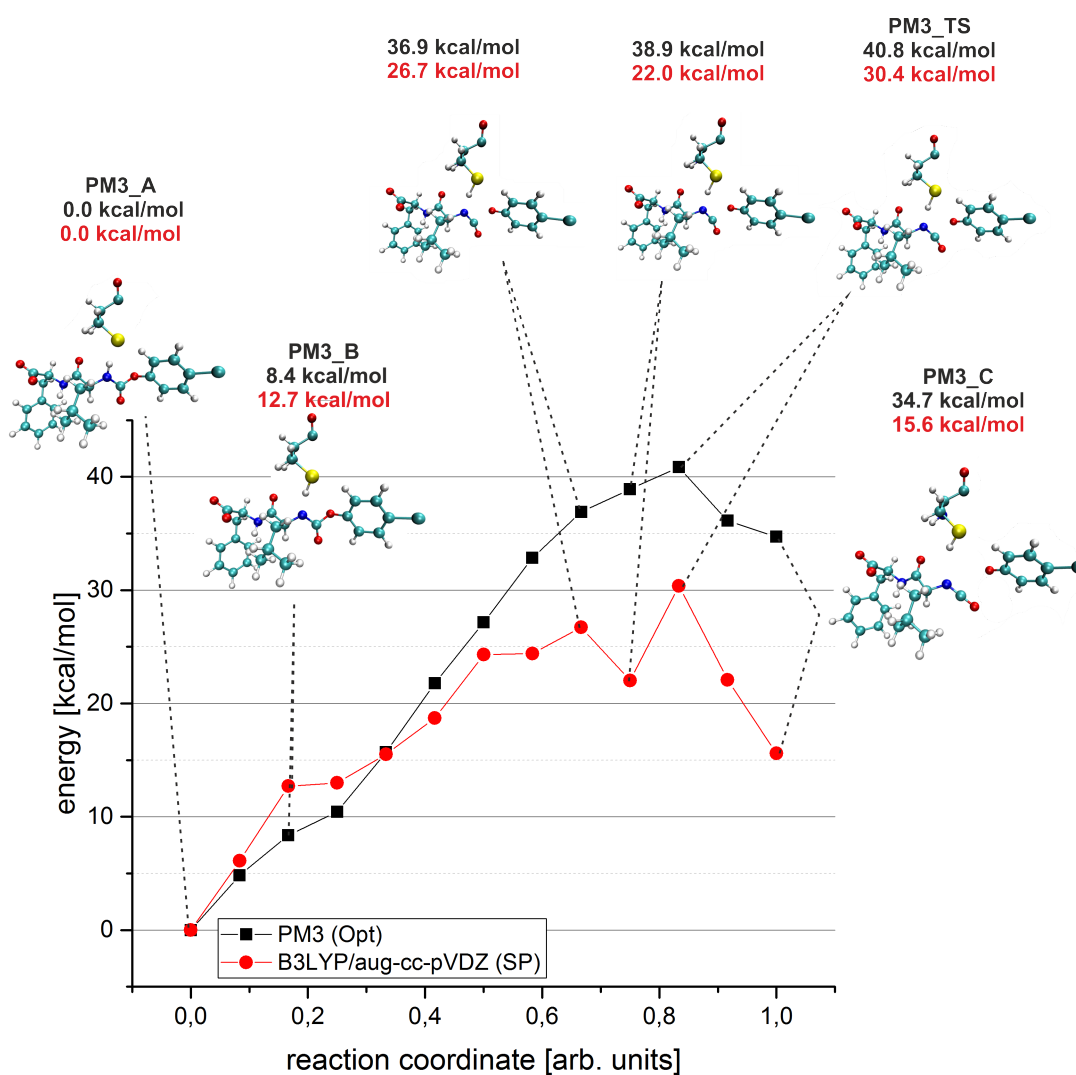 36.9 kcal/mol
26.7 kcal/mol
38.9 kcal/mol
22.0 kcal/mol
PM3_TS
40.8 kcal/mol
30.4 kcal/mol
PM3_A
0.0 kcal/mol
0.0 kcal/mol
PM3_B
8.4 kcal/mol
12.7 kcal/mol
PM3_C
34.7 kcal/mol
15.6 kcal/mol
energy [kcal/mol]
40
30
20
10
0
PM3 (Opt)
B3LYP/aug-cc-pVDZ (SP)
0,0 0,2 0,4 0,6 0,8 1,0
reaction coordinate [arb. units]